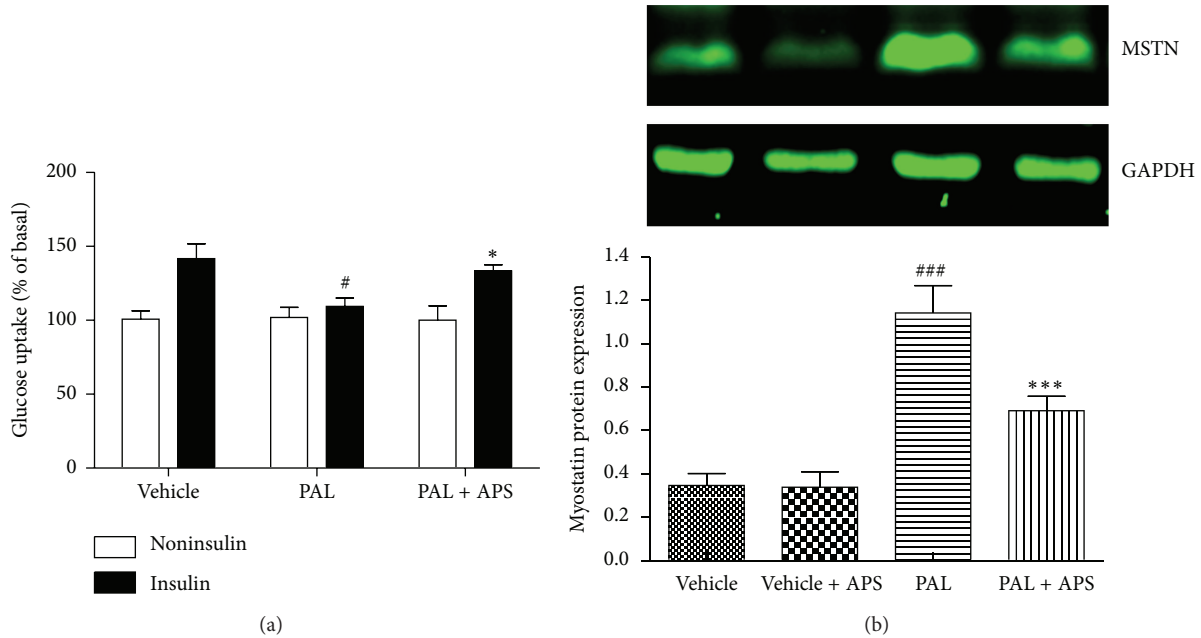 200
150
100
50
0
Glucose uptake (% of basal)
#
*
Vehicle
PAL
PAL + APS
Noninsulin
Insulin
(a)
MSTN
GAPDH
1.4
1.2
1.0
0.8
0.6
0.4
0.2
0.0
Myostatin protein expression
###
***
Vehicle
Vehicle + APS
PAL
PAL + APS
(b)